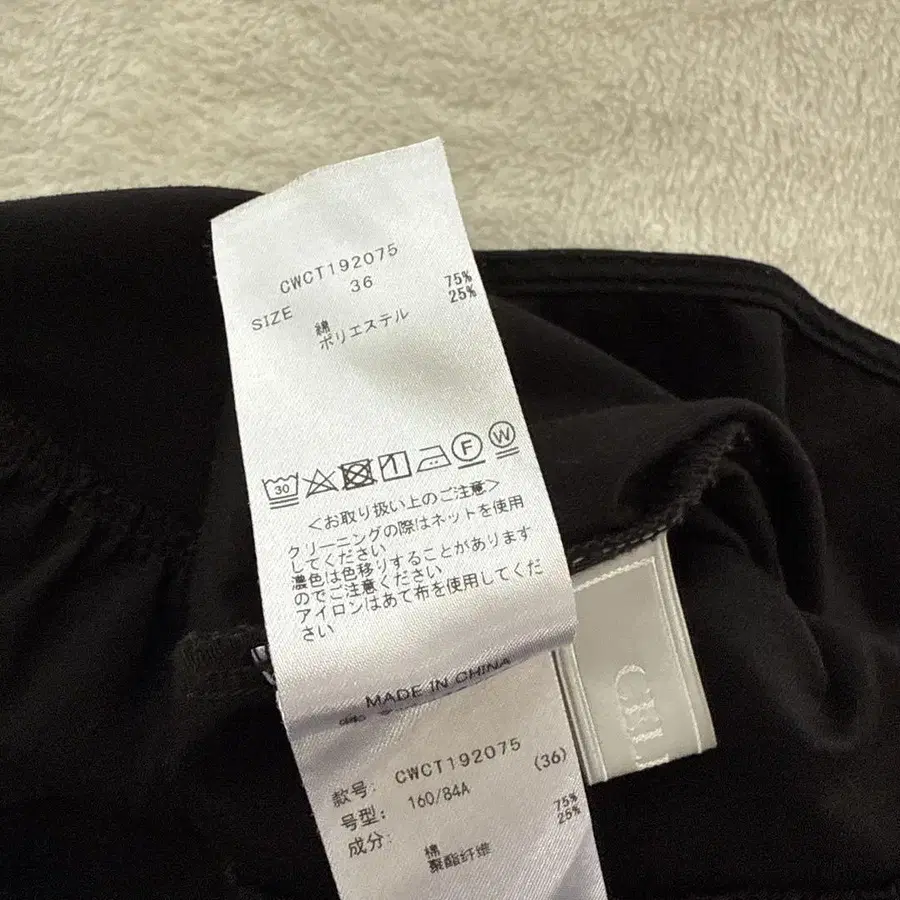 CWCT192075
SIZE 36
綿 75%
ポリエステル 25%
30 F W
<お取り扱い上のご注意>
クリーニングの際はネットを使用
してください
濃色は色移りすることがあります
のでご注意ください
アイロンはあて布を使用してくだ
さい
MADE IN CHINA
款号: CWCT192075
号型: 160/84A (36)
成分:
棉 75%
聚酯纤维 25%